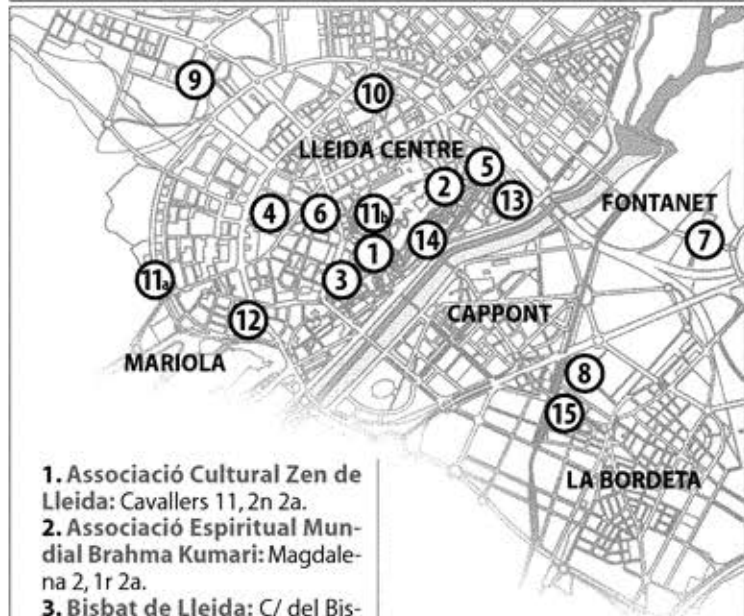 9
10
LLEIDA CENTRE
5
2
13
FONTANET
4
6
11b
14
7
1
11a
3
CAPPONT
12
MARIOLA
8
15
LA BORDETA
1. Associació Cultural Zen de
Lleida: Cavallers 11, 2n 2a.
2. Associació Espiritual Mun-
dial Brahma Kumari: Magdale-
na 2, 1r 2a.
3. Bisbat de Lleida: C/ del Bis-